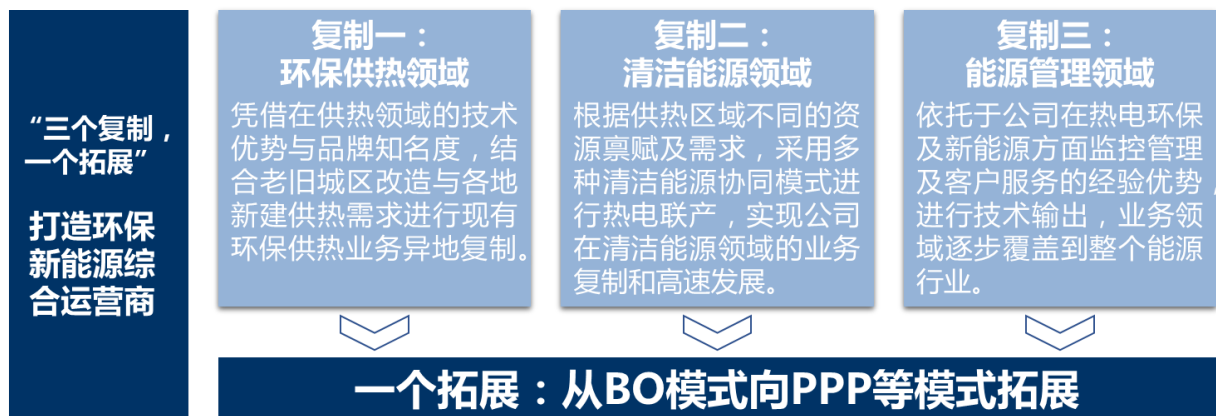 “三个复制，
一个拓展”
打造环保
新能源综
合运营商
复制一：
环保供热领域
凭借在供热领域的技术
优势与品牌知名度，结
合老旧城区改造与各地
新建供热需求进行现有
环保供热业务异地复制。
复制二：
清洁能源领域
根据供热区域不同的资
源禀赋及需求，采用多
种清洁能源协同模式进
行热电联产，实现公司
在清洁能源领域的业务
复制和高速发展。
复制三：
能源管理领域
依托于公司在热电环保
及新能源方面监控管理
及客户服务的经验优势，
进行技术输出，业务领
域逐步覆盖到整个能源
行业。
一个拓展：从BO模式向PPP等模式拓展